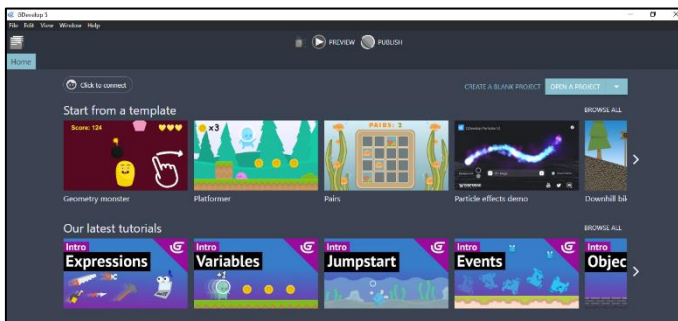 GDevelop 5
File Edit View Window Help
PREVIEW PUBLISH
Home
Click to connect
CREATE A BLANK PROJECT OPEN A PROJECT
Start from a template BROWSE ALL
Score: 124
x3
PAIRS: 2
Geometry monster Platformer Pairs Particle effects demo Downhill bik
Our latest tutorials BROWSE ALL
Intro Intro Intro Intro Intro
Expressions Variables Jumpstart Events Objec
+1